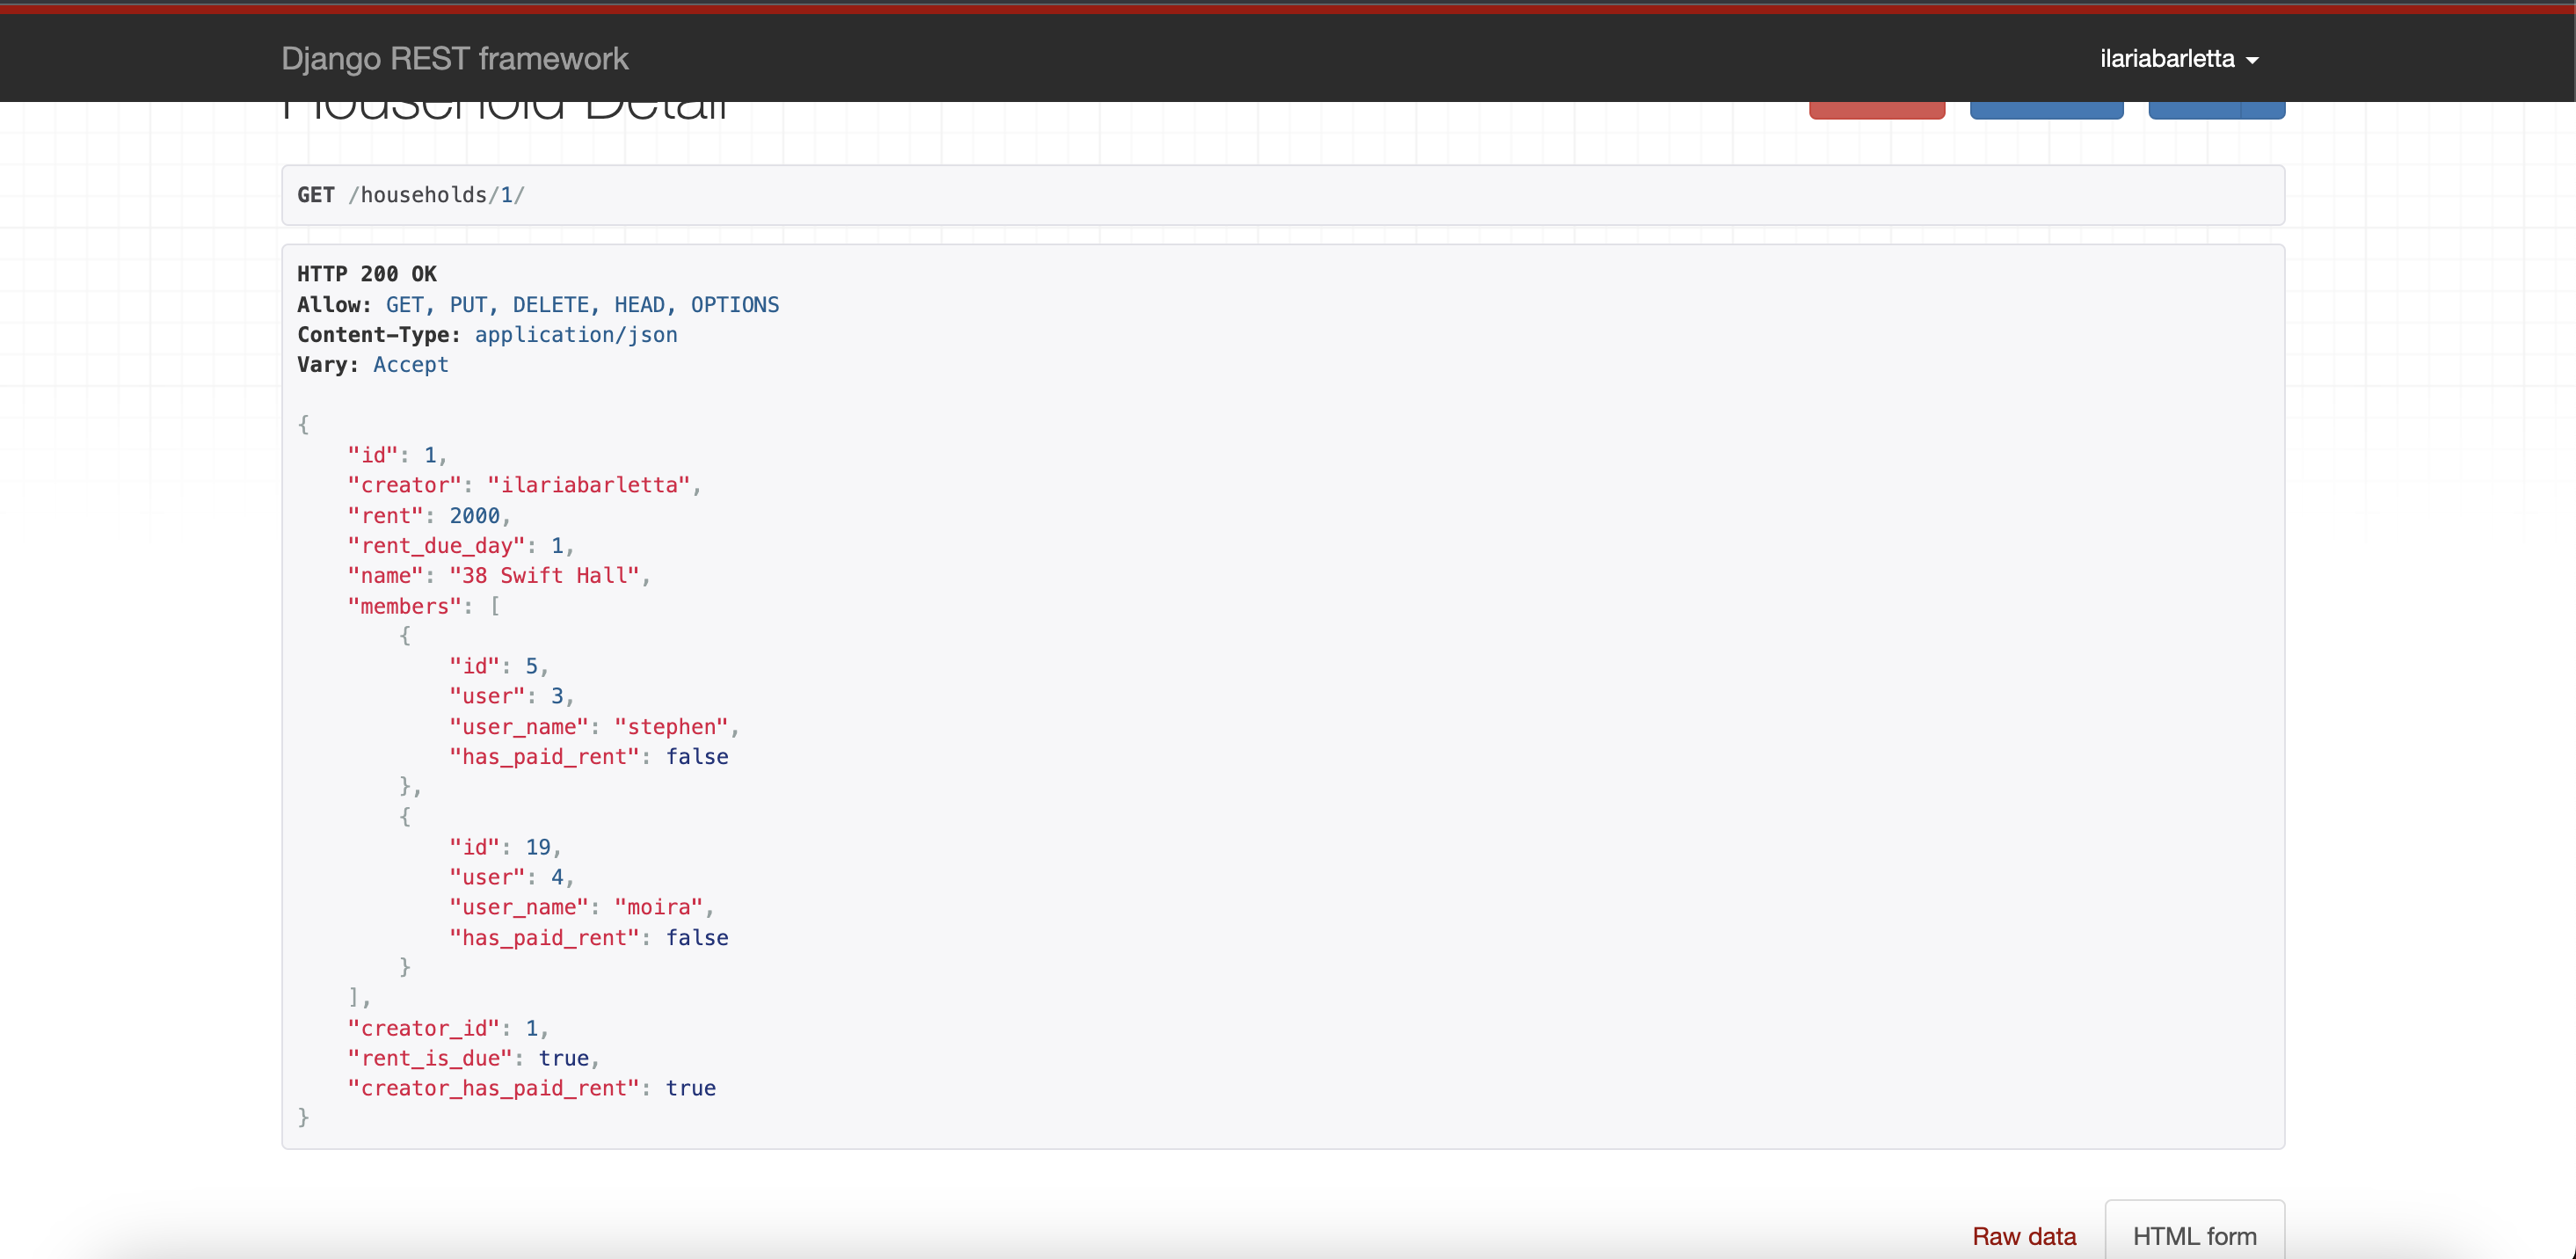 Django REST framework
ilariabarletta
Household Detail
GET /households/1/
HTTP 200 OK
Allow: GET, PUT, DELETE, HEAD, OPTIONS
Content-Type: application/json
Vary: Accept
{
    "id": 1,
    "creator": "ilariabarletta",
    "rent": 2000,
    "rent_due_day": 1,
    "name": "38 Swift Hall",
    "members": [
        {
            "id": 5,
            "user": 3,
            "user_name": "stephen",
            "has_paid_rent": false
        },
        {
            "id": 19,
            "user": 4,
            "user_name": "moira",
            "has_paid_rent": false
        }
    ],
    "creator_id": 1,
    "rent_is_due": true,
    "creator_has_paid_rent": true
}
Raw data
HTML form